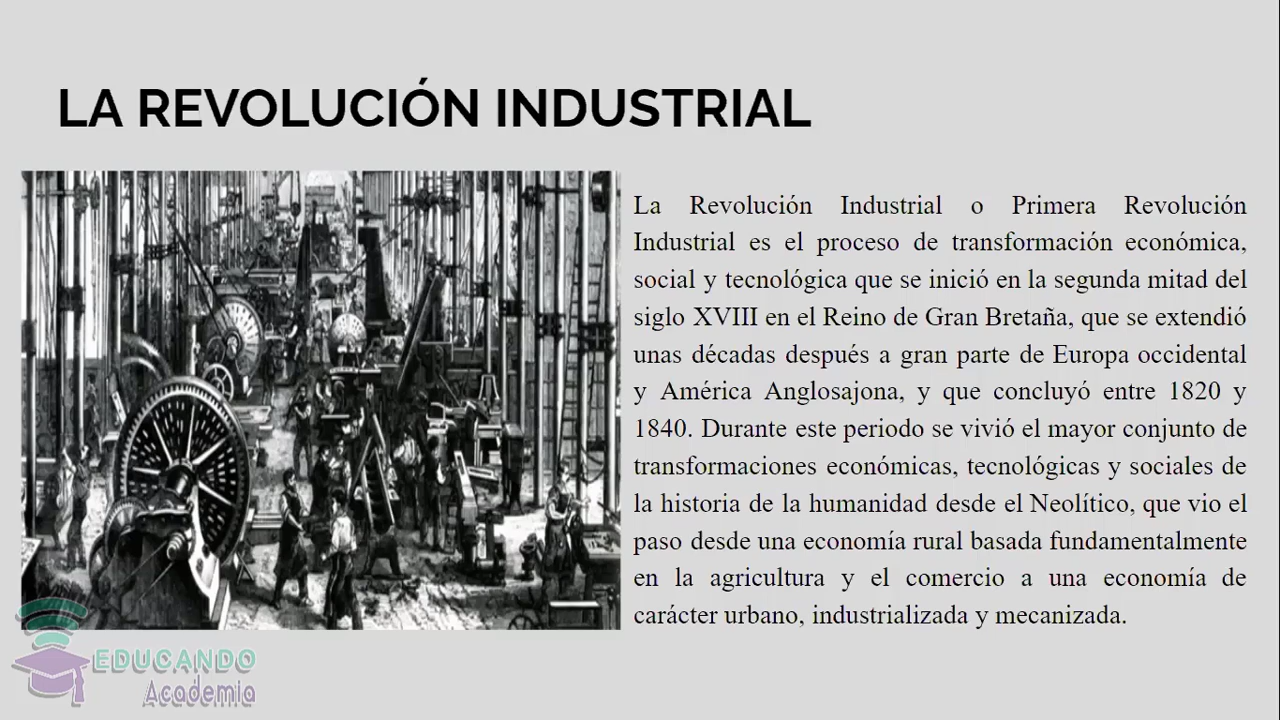 LA REVOLUCIÓN INDUSTRIAL
La Revolución Industrial o Primera Revolución
Industrial es el proceso de transformación económica,
social y tecnológica que se inició en la segunda mitad del
siglo XVIII en el Reino de Gran Bretaña, que se extendió
unas décadas después a gran parte de Europa occidental
y América Anglosajona, y que concluyó entre 1820 y
1840. Durante este periodo se vivió el mayor conjunto de
transformaciones económicas, tecnológicas y sociales de
la historia de la humanidad desde el Neolítico, que vio el
paso desde una economía rural basada fundamentalmente
en la agricultura y el comercio a una economía de
carácter urbano, industrializada y mecanizada.
EDUCANDO
Academia